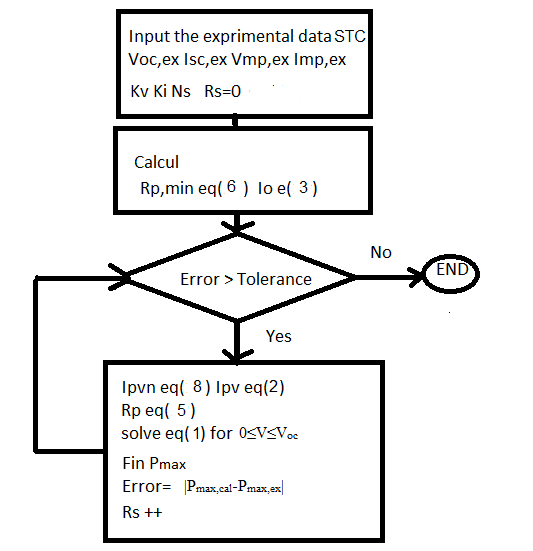 Input the exprimental data STC
Voc,ex Isc,ex Vmp,ex Imp,ex
Kv Ki Ns Rs=0
Calcul
Rp,min eq( 6 ) Io e( 3 )
Error > Tolerance
No
END
Yes
Ipvn eq( 8 ) Ipv eq(2)
Rp eq( 5 )
solve eq( 1) for 0≤V≤Voc
Fin Pmax
Error= |Pmax,cal-Pmax,ex|
Rs ++